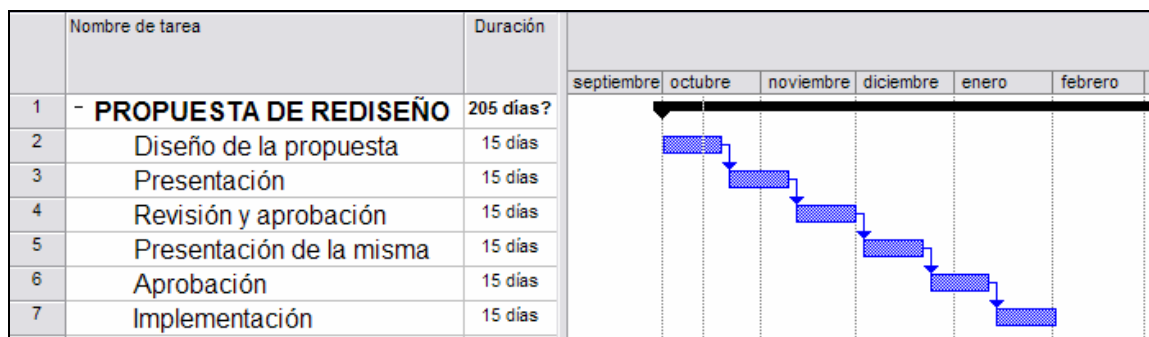 Nombre de tarea Duración
septiembre octubre noviembre diciembre enero febrero
1 - PROPUESTA DE REDISEÑO 205 días?
2 Diseño de la propuesta 15 días
3 Presentación 15 días
4 Revisión y aprobación 15 días
5 Presentación de la misma 15 días
6 Aprobación 15 días
7 Implementación 15 días